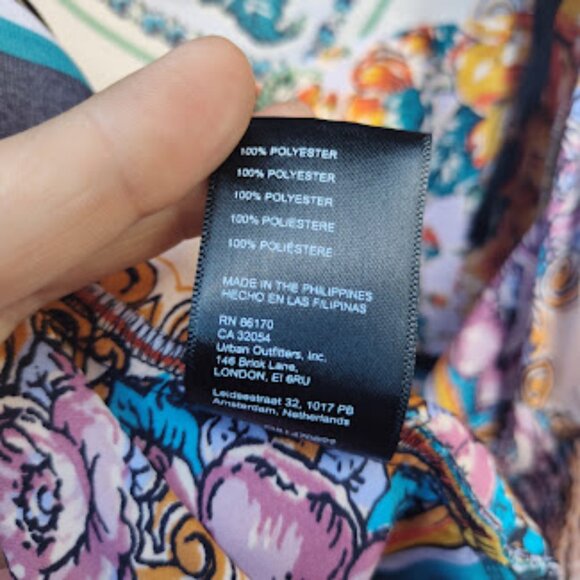 100% POLYESTER
100% POLYESTER
100% POLYESTER
100% POLIESTERE
100% POLIÉSTERE
MADE IN THE PHILIPPINES
HECHO EN LAS FILIPINAS
RN 66170
CA 32054
Urban Outfitters, Inc.
146 Brick Lane,
LONDON, EI 6RU
Leidsestraat 32, 1017 PB
Amsterdam, Netherlands